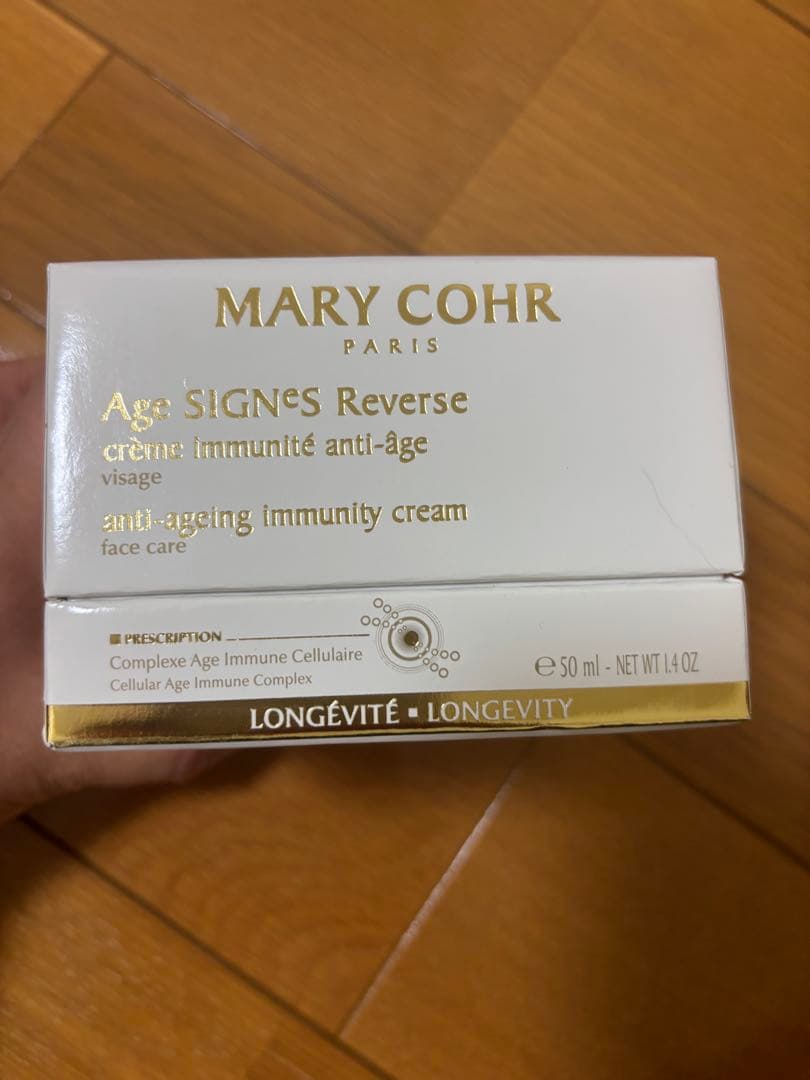 MARY COHR
PARIS
Age SIGNeS Reverse
crème immunité anti-âge
visage
anti-ageing immunity cream
face care
PRESCRIPTION
Complexe Age Immune Cellulaire
Cellular Age Immune Complex
℮ 50 ml - NET WT 1.4 OZ
LONGÉVITÉ ▪ LONGEVITY